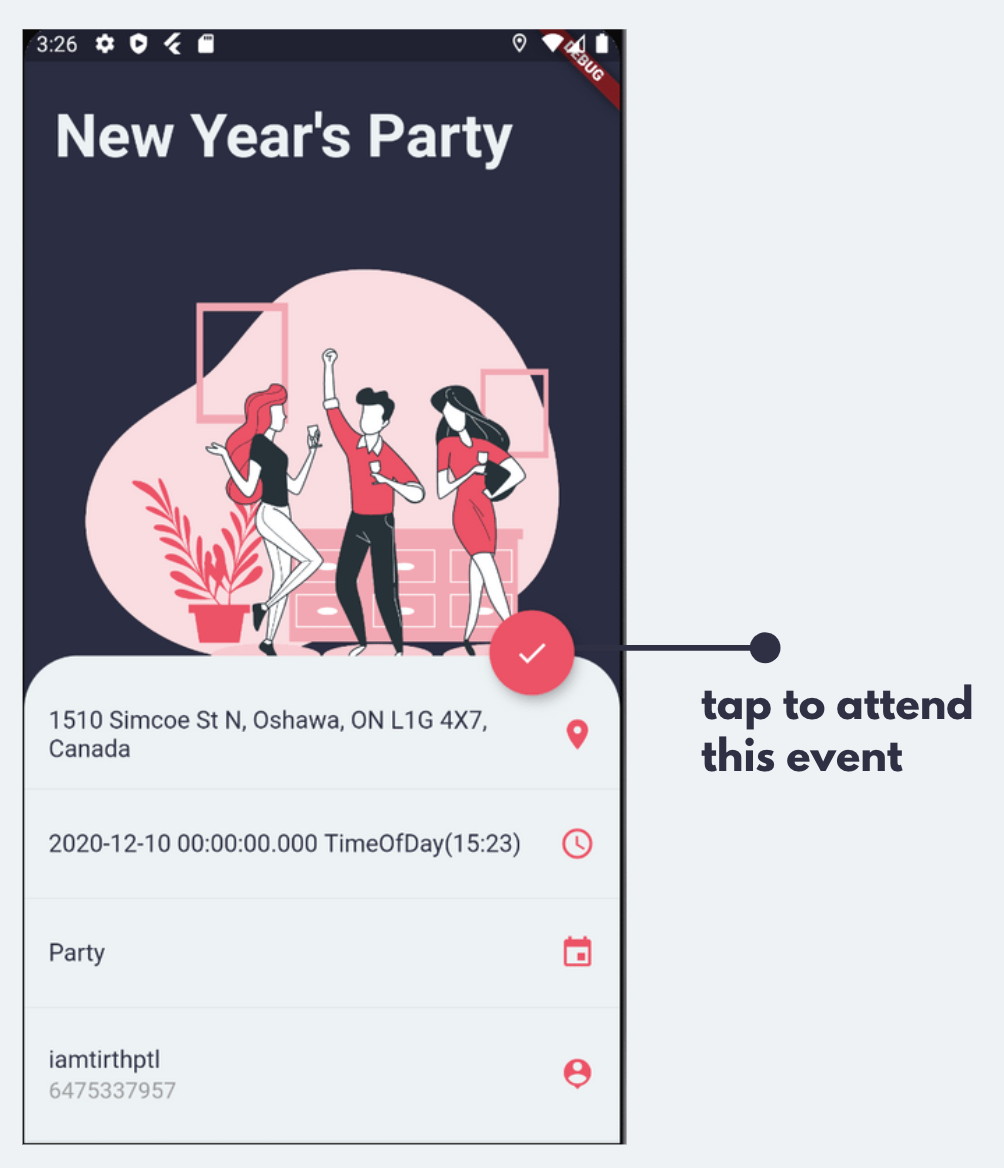 3:26
DEBUG
New Year's Party
1510 Simcoe St N, Oshawa, ON L1G 4X7,
Canada
2020-12-10 00:00:00.000 TimeOfDay(15:23)
Party
iamtirthptl
6475337957
tap to attend
this event